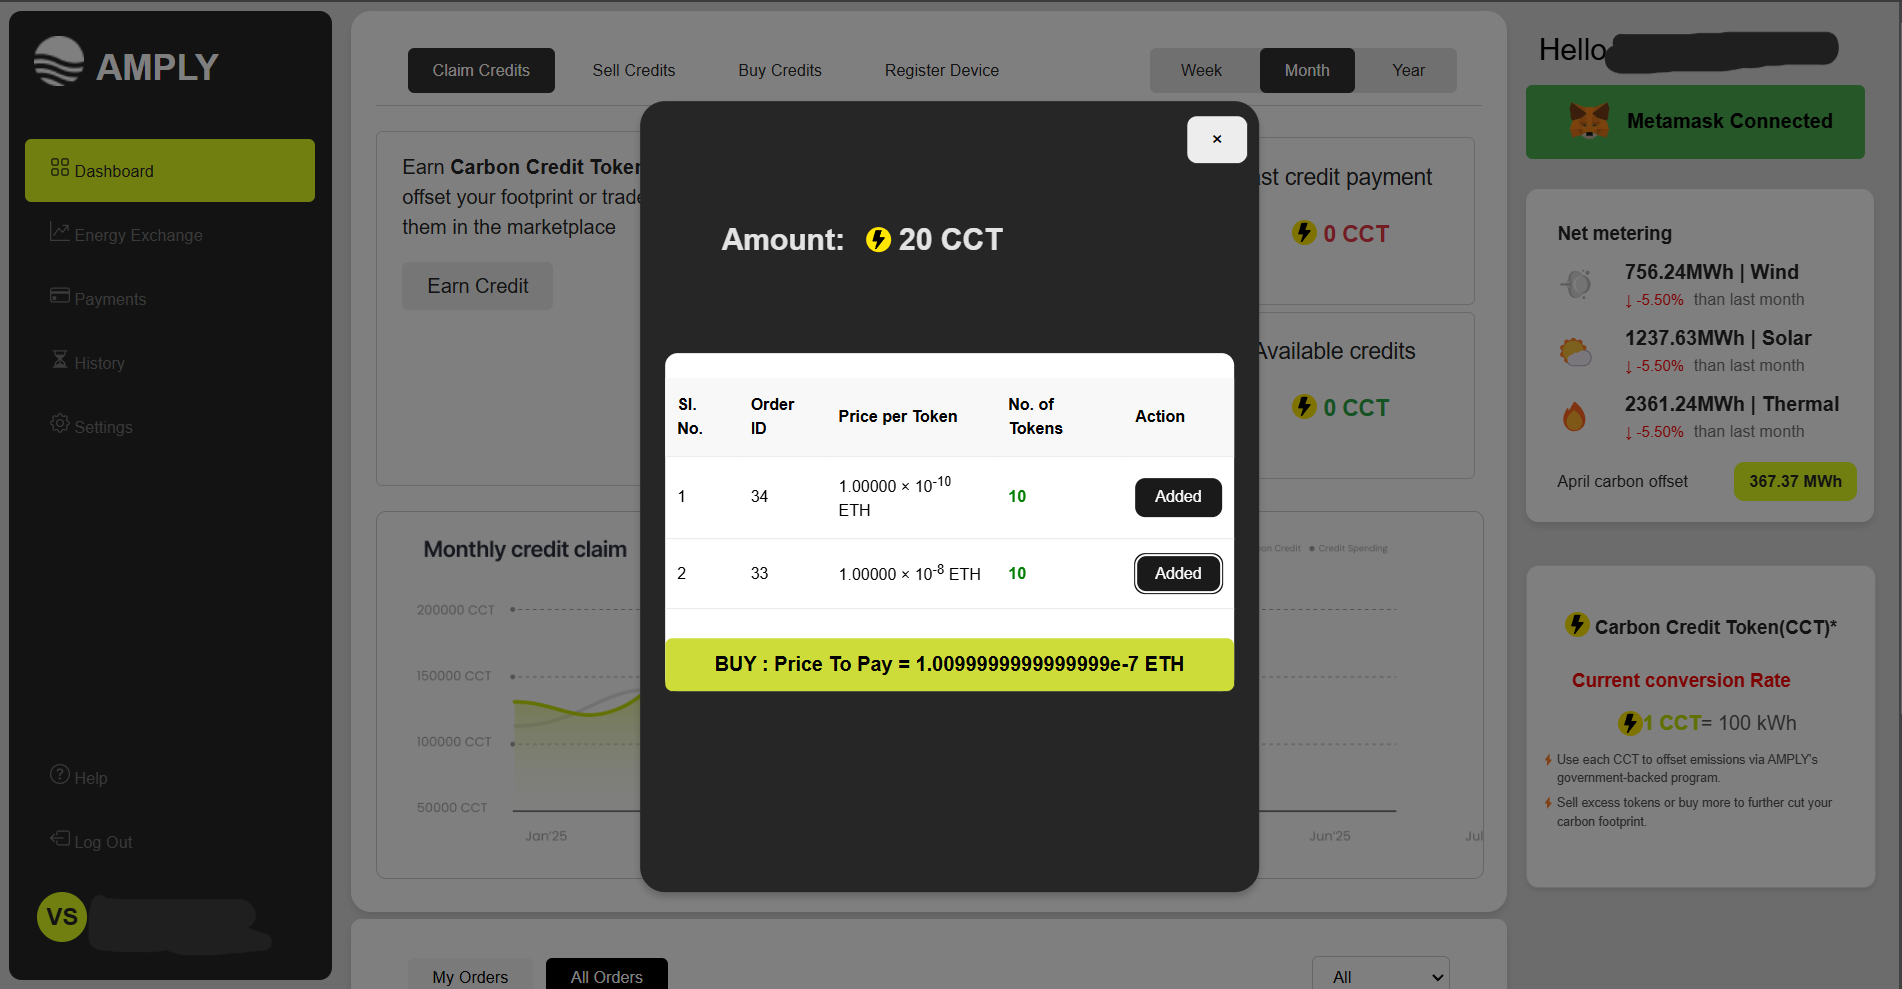 AMPLY
Dashboard
Energy Exchange
Payments
History
Settings
Help
Log Out
VS
Claim Credits
Sell Credits
Buy Credits
Register Device
Week
Month
Year
Earn Carbon Credit Token
offset your footprint or trade
them in the marketplace
Earn Credit
st credit payment
0 CCT
Available credits
0 CCT
Monthly credit claim
on Credit
Credit Spending
200000 CCT
150000 CCT
100000 CCT
50000 CCT
Jan'25
Jun'25
Jul
×
Amount: 20 CCT
Sl. No. Order ID Price per Token No. of Tokens Action
1 34 1.00000 × 10⁻¹⁰ ETH 10 Added
2 33 1.00000 × 10⁻⁸ ETH 10 Added
BUY : Price To Pay = 1.0099999999999999e-7 ETH
My Orders
All Orders
All
Hello
Metamask Connected
Net metering
756.24MWh | Wind
↓ -5.50% than last month
1237.63MWh | Solar
↓ -5.50% than last month
2361.24MWh | Thermal
↓ -5.50% than last month
April carbon offset
367.37 MWh
Carbon Credit Token(CCT)*
Current conversion Rate
1 CCT= 100 kWh
Use each CCT to offset emissions via AMPLY's
government-backed program.
Sell excess tokens or buy more to further cut your
carbon footprint.